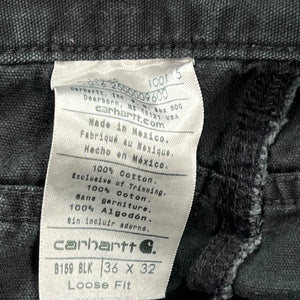 100715
2500009600
Carhartt, Inc.
Dearborn, MI 48121 USA
carhartt.com
Made in Mexico.
Fabriqué au Mexique.
Hecho en México.
100% Cotton.
Exclusive of Trimming.
100% Coton.
Sans garniture.
100% Algodón.
Sin incluir adorno.
carhartt
B159 BLK 36 X 32
Loose Fit